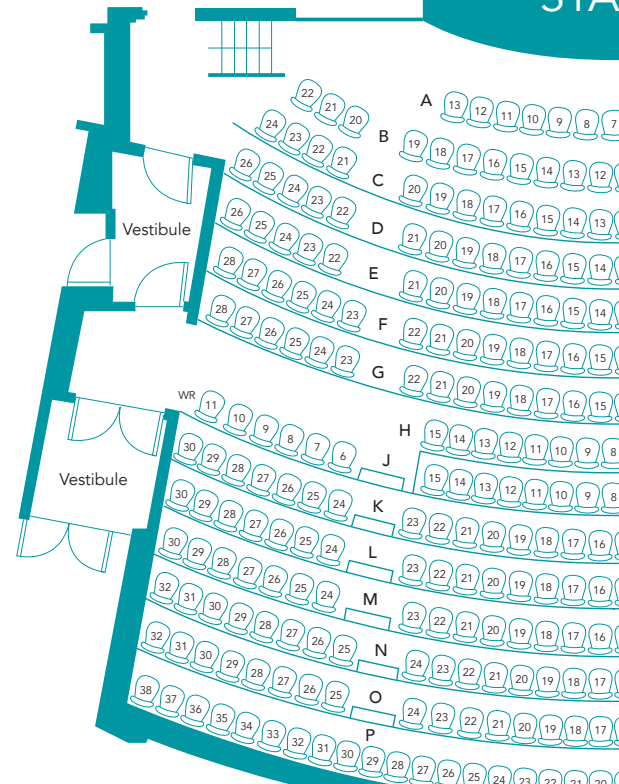 STA
A 13 12 11 10 9 8 7
22 21 20 B 19 18 17 16 15 14 13 12
24 23 22 21 C 20 19 18 17 16 15 14 13
26 25 24 23 22 D 21 20 19 18 17 16 15 14
Vestibule
26 25 24 23 22 E 21 20 19 18 17 16 15 14
28 27 26 25 24 23 F 22 21 20 19 18 17 16 15
28 27 26 25 24 23 G 22 21 20 19 18 17 16 15
H 15 14 13 12 11 10 9 8
WR 11 10 9 8 7 6 J 15 14 13 12 11 10 9 8
30 29 28 27 26 25 24 K 23 22 21 20 19 18 17 16
Vestibule
30 29 28 27 26 25 24 L 23 22 21 20 19 18 17 16
30 29 28 27 26 25 24 M 23 22 21 20 19 18 17 16
32 31 30 29 28 27 26 25 N 24 23 22 21 20 19 18 17
32 31 30 29 28 27 26 25 O 24 23 22 21 20 19 18 17
P
38 37 36 35 34 33 32 31 30 29 28 27 26 25 24 23 22 21 20